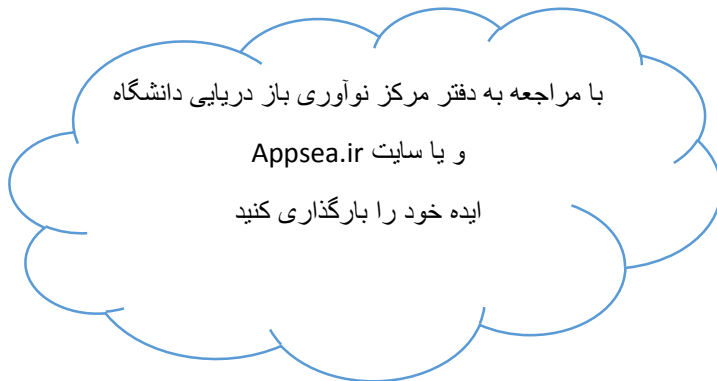 با مراجعه به دفتر مرکز نوآوری باز دریایی دانشگاه
و یا سایت Appsea.ir
ایده خود را بارگذاری کنید